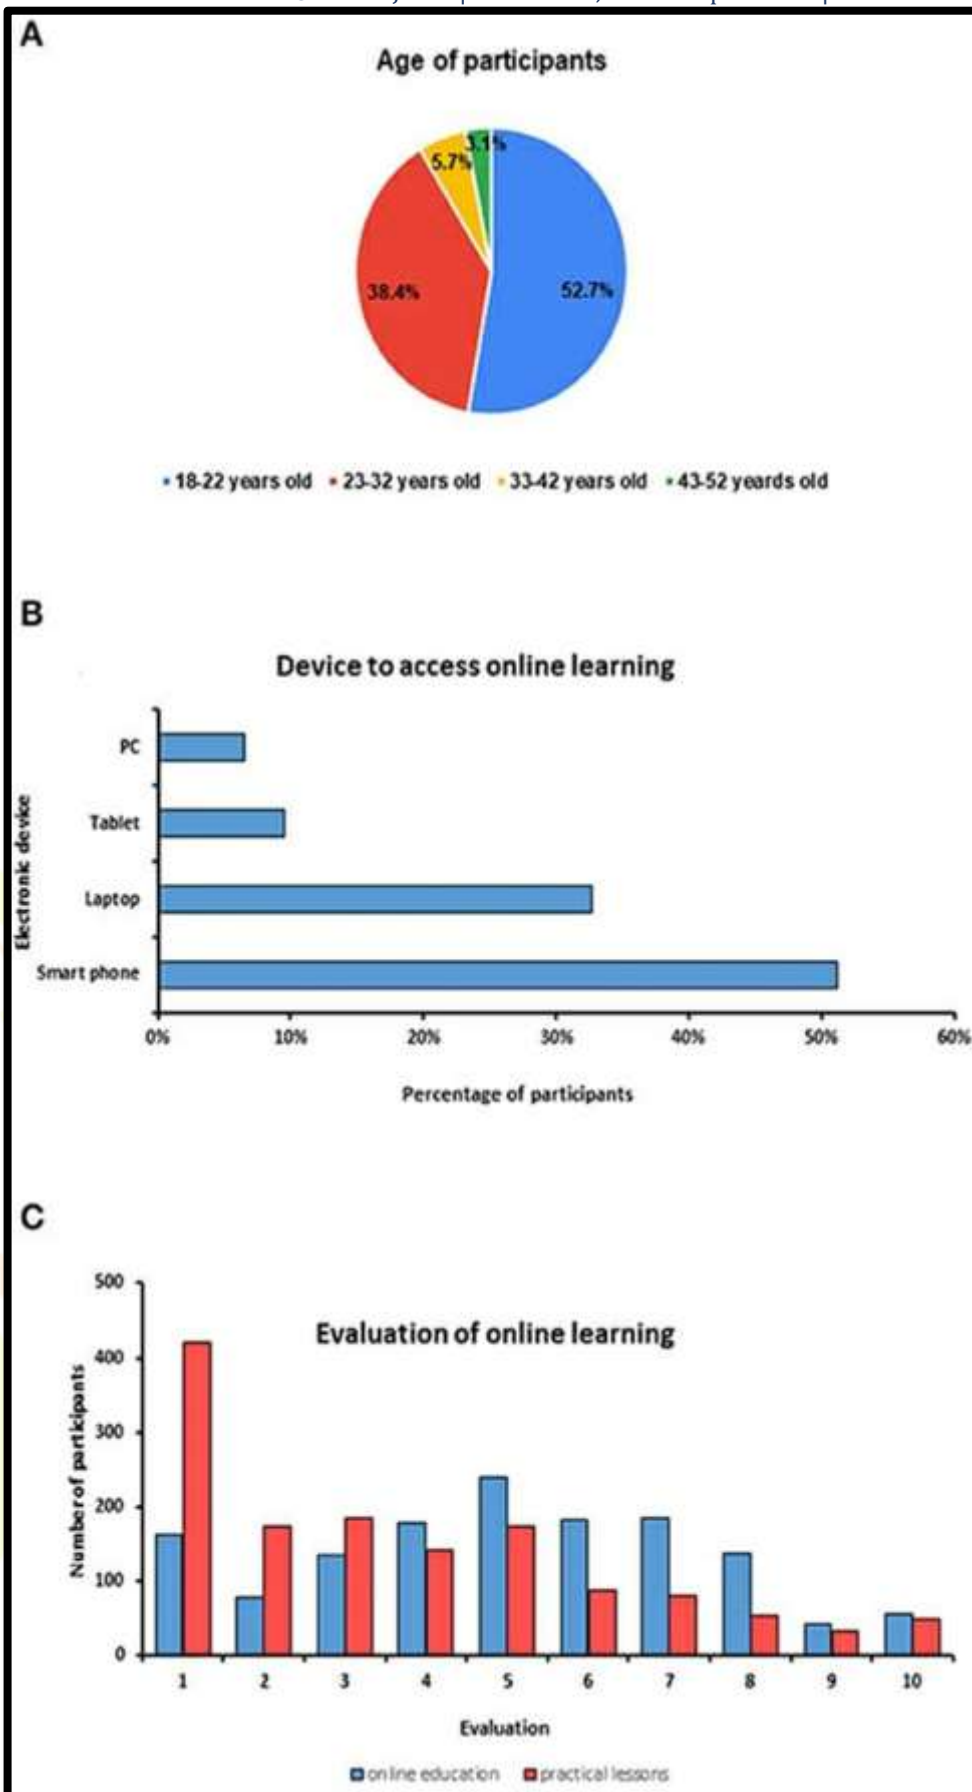 A
Age of participants
3.1%
5.7%
38.4%
52.7%
18-22 years old 23-32 years old 33-42 years old 43-52 yeards old
B
Device to access online learning
Electronic device
PC
Tablet
Laptop
Smart phone
0% 10% 20% 30% 40% 50% 60%
Percentage of participants
C
Evaluation of online learning
Number of participants
500
400
300
200
100
0
1 2 3 4 5 6 7 8 9 10
Evaluation
online education practical lessons